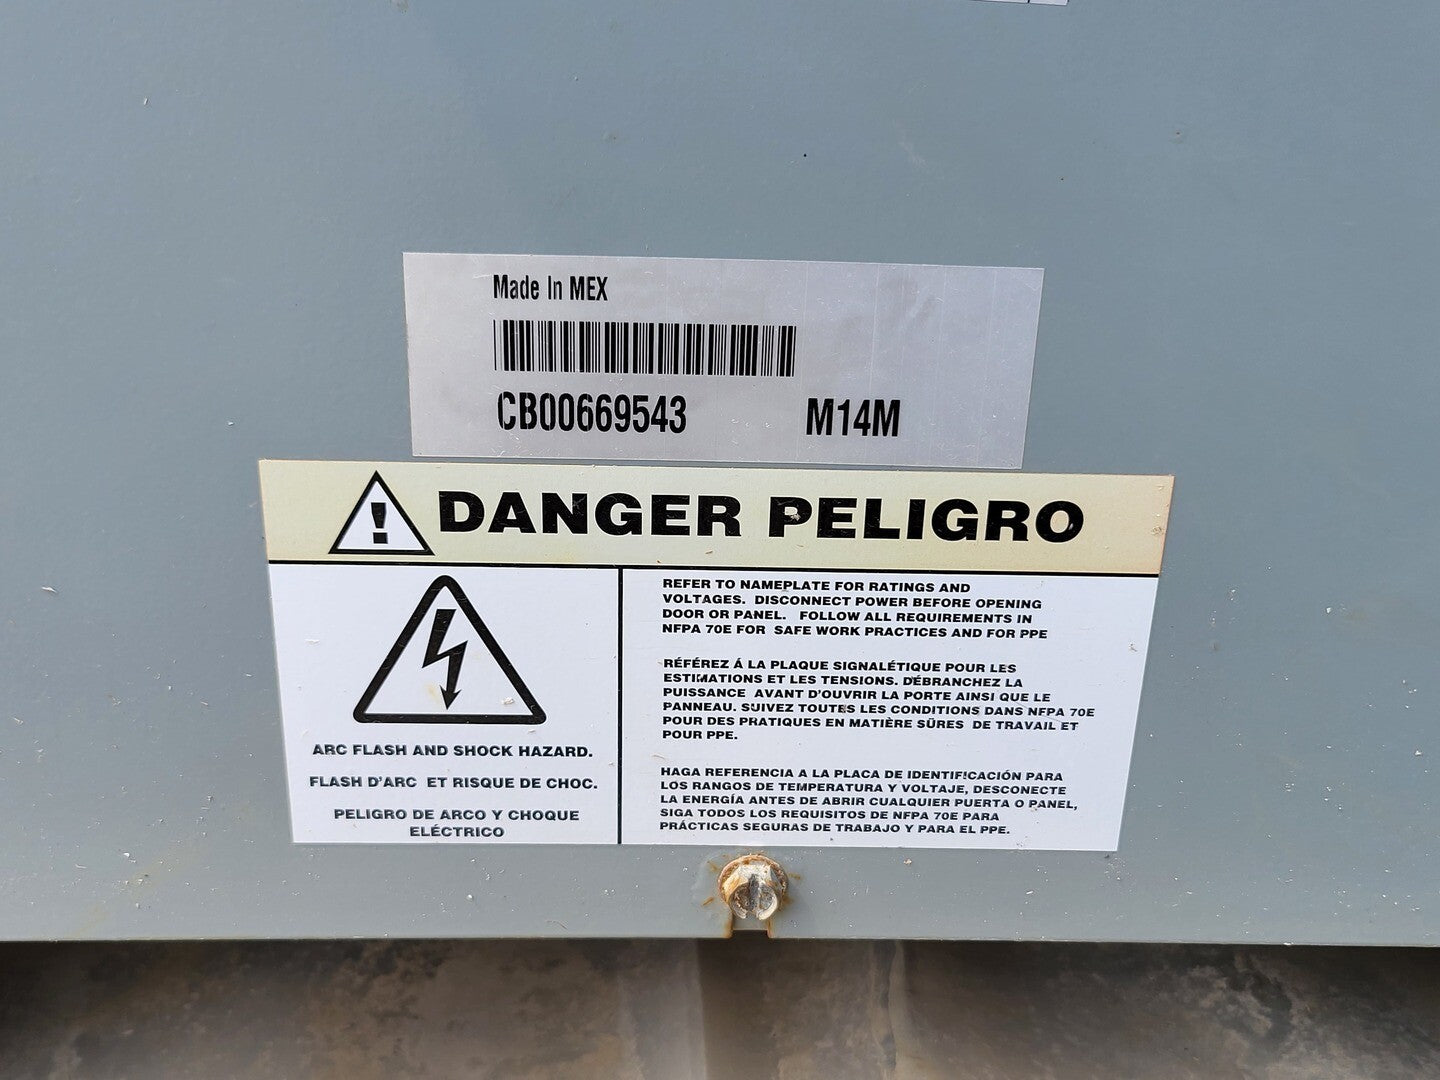 Made In MEX
CB00669543 M14M
! DANGER PELIGRO
ARC FLASH AND SHOCK HAZARD.
FLASH D'ARC ET RISQUE DE CHOC.
PELIGRO DE ARCO Y CHOQUE
ELÉCTRICO
REFER TO NAMEPLATE FOR RATINGS AND
VOLTAGES. DISCONNECT POWER BEFORE OPENING
DOOR OR PANEL. FOLLOW ALL REQUIREMENTS IN
NFPA 70E FOR SAFE WORK PRACTICES AND FOR PPE
RÉFÉREZ Á LA PLAQUE SIGNALÉTIQUE POUR LES
ESTIMATIONS ET LES TENSIONS. DÉBRANCHEZ LA
PUISSANCE AVANT D'OUVRIR LA PORTE AINSI QUE LE
PANNEAU. SUIVEZ TOUTES LES CONDITIONS DANS NFPA 70E
POUR DES PRATIQUES EN MATIÈRE SÛRES DE TRAVAIL ET
POUR PPE.
HAGA REFERENCIA A LA PLACA DE IDENTIFICACIÓN PARA
LOS RANGOS DE TEMPERATURA Y VOLTAJE, DESCONECTE
LA ENERGÍA ANTES DE ABRIR CUALQUIER PUERTA O PANEL,
SIGA TODOS LOS REQUISITOS DE NFPA 70E PARA
PRÁCTICAS SEGURAS DE TRABAJO Y PARA EL PPE.